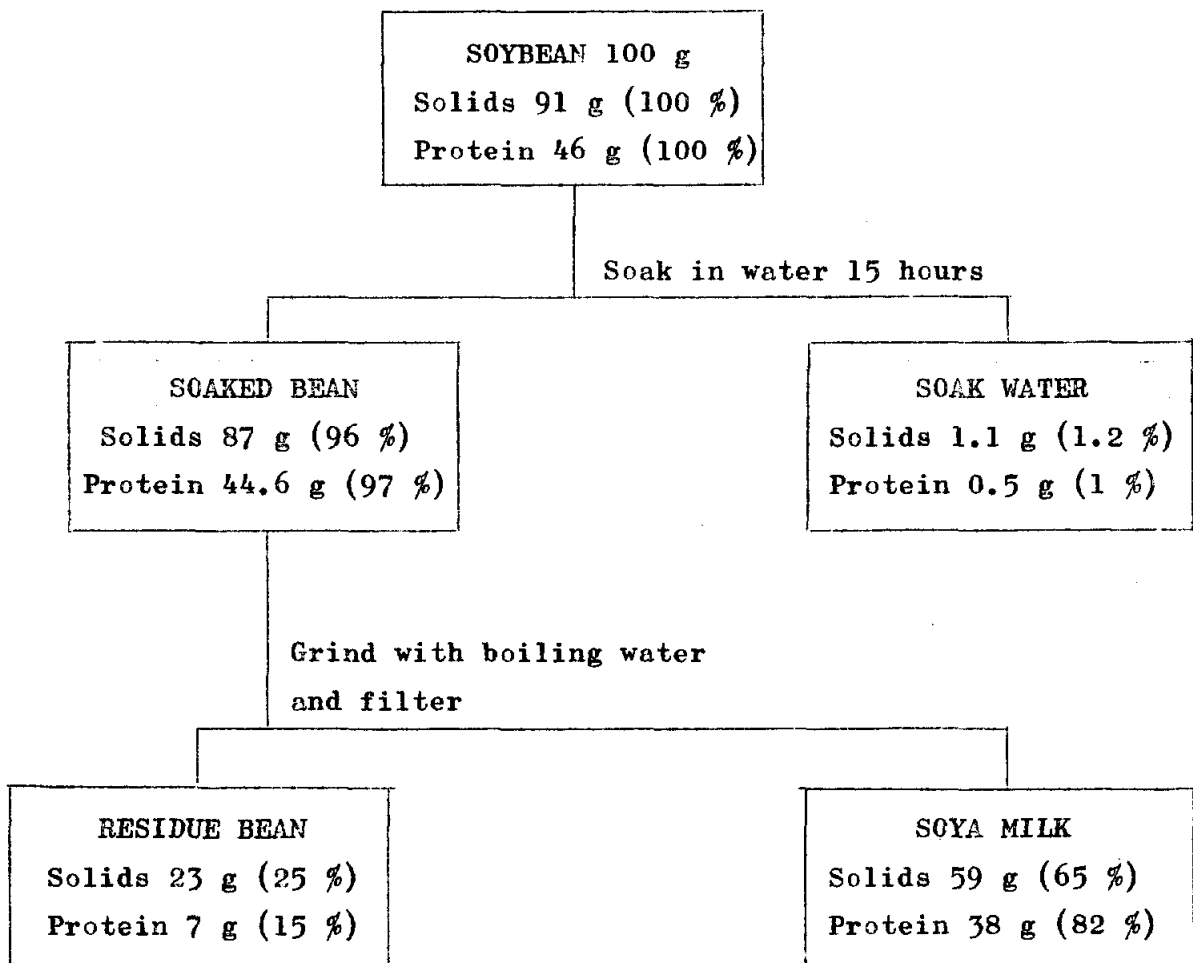 SOYBEAN 100 g
Solids 91 g (100 %)
Protein 46 g (100 %)
Soak in water 15 hours
SOAKED BEAN
Solids 87 g (96 %)
Protein 44.6 g (97 %)
SOAK WATER
Solids 1.1 g (1.2 %)
Protein 0.5 g (1 %)
Grind with boiling water
and filter
RESIDUE BEAN
Solids 23 g (25 %)
Protein 7 g (15 %)
SOYA MILK
Solids 59 g (65 %)
Protein 38 g (82 %)